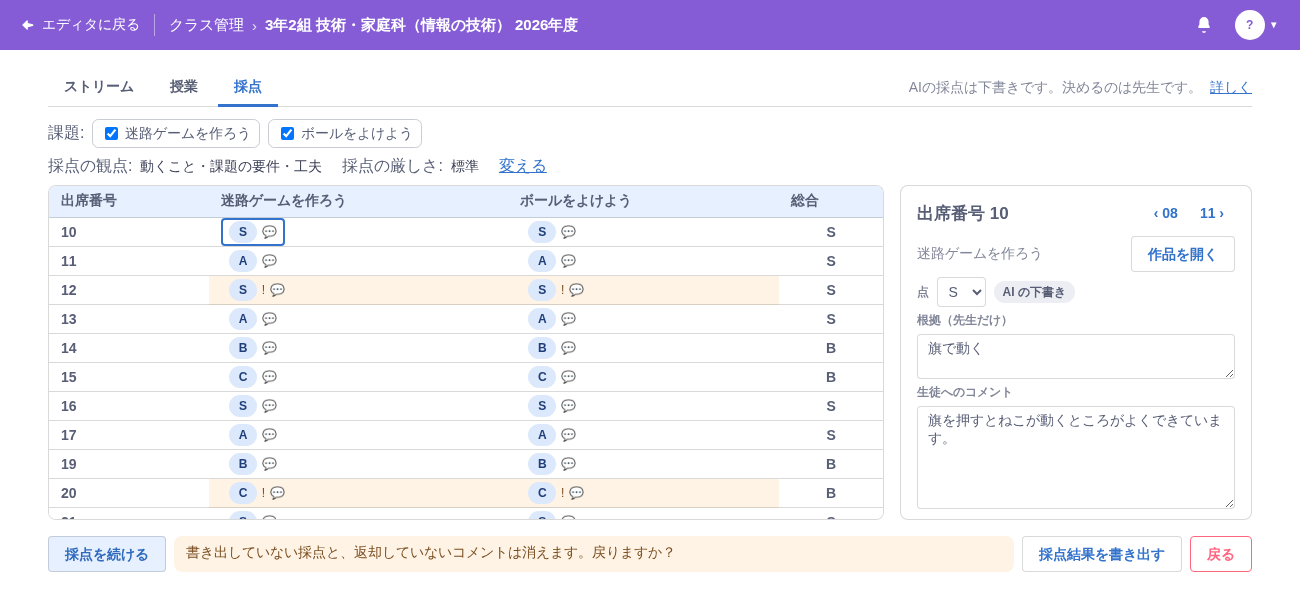 エディタに戻る クラス管理 › 3年2組 技術・家庭科（情報の技術） 2026年度 ? ▾
ストリーム 授業 採点 AIの採点は下書きです。決めるのは先生です。 詳しく
課題: 迷路ゲームを作ろう ボールをよけよう
採点の観点: 動くこと・課題の要件・工夫 採点の厳しさ: 標準 変える
出席番号 迷路ゲームを作ろう ボールをよけよう 総合
10 S S S
11 A A S
12 S ! S ! S
13 A A S
14 B B B
15 C C B
16 S S S
17 A A S
19 B B B
20 C ! C ! B
出席番号 10 ‹ 08 11 ›
迷路ゲームを作ろう 作品を開く
点 S AI の下書き
根拠（先生だけ）
旗で動く
生徒へのコメント
旗を押すとねこが動くところがよくできていま
す。
採点を続ける 書き出していない採点と、返却していないコメントは消えます。戻りますか？ 採点結果を書き出す 戻る